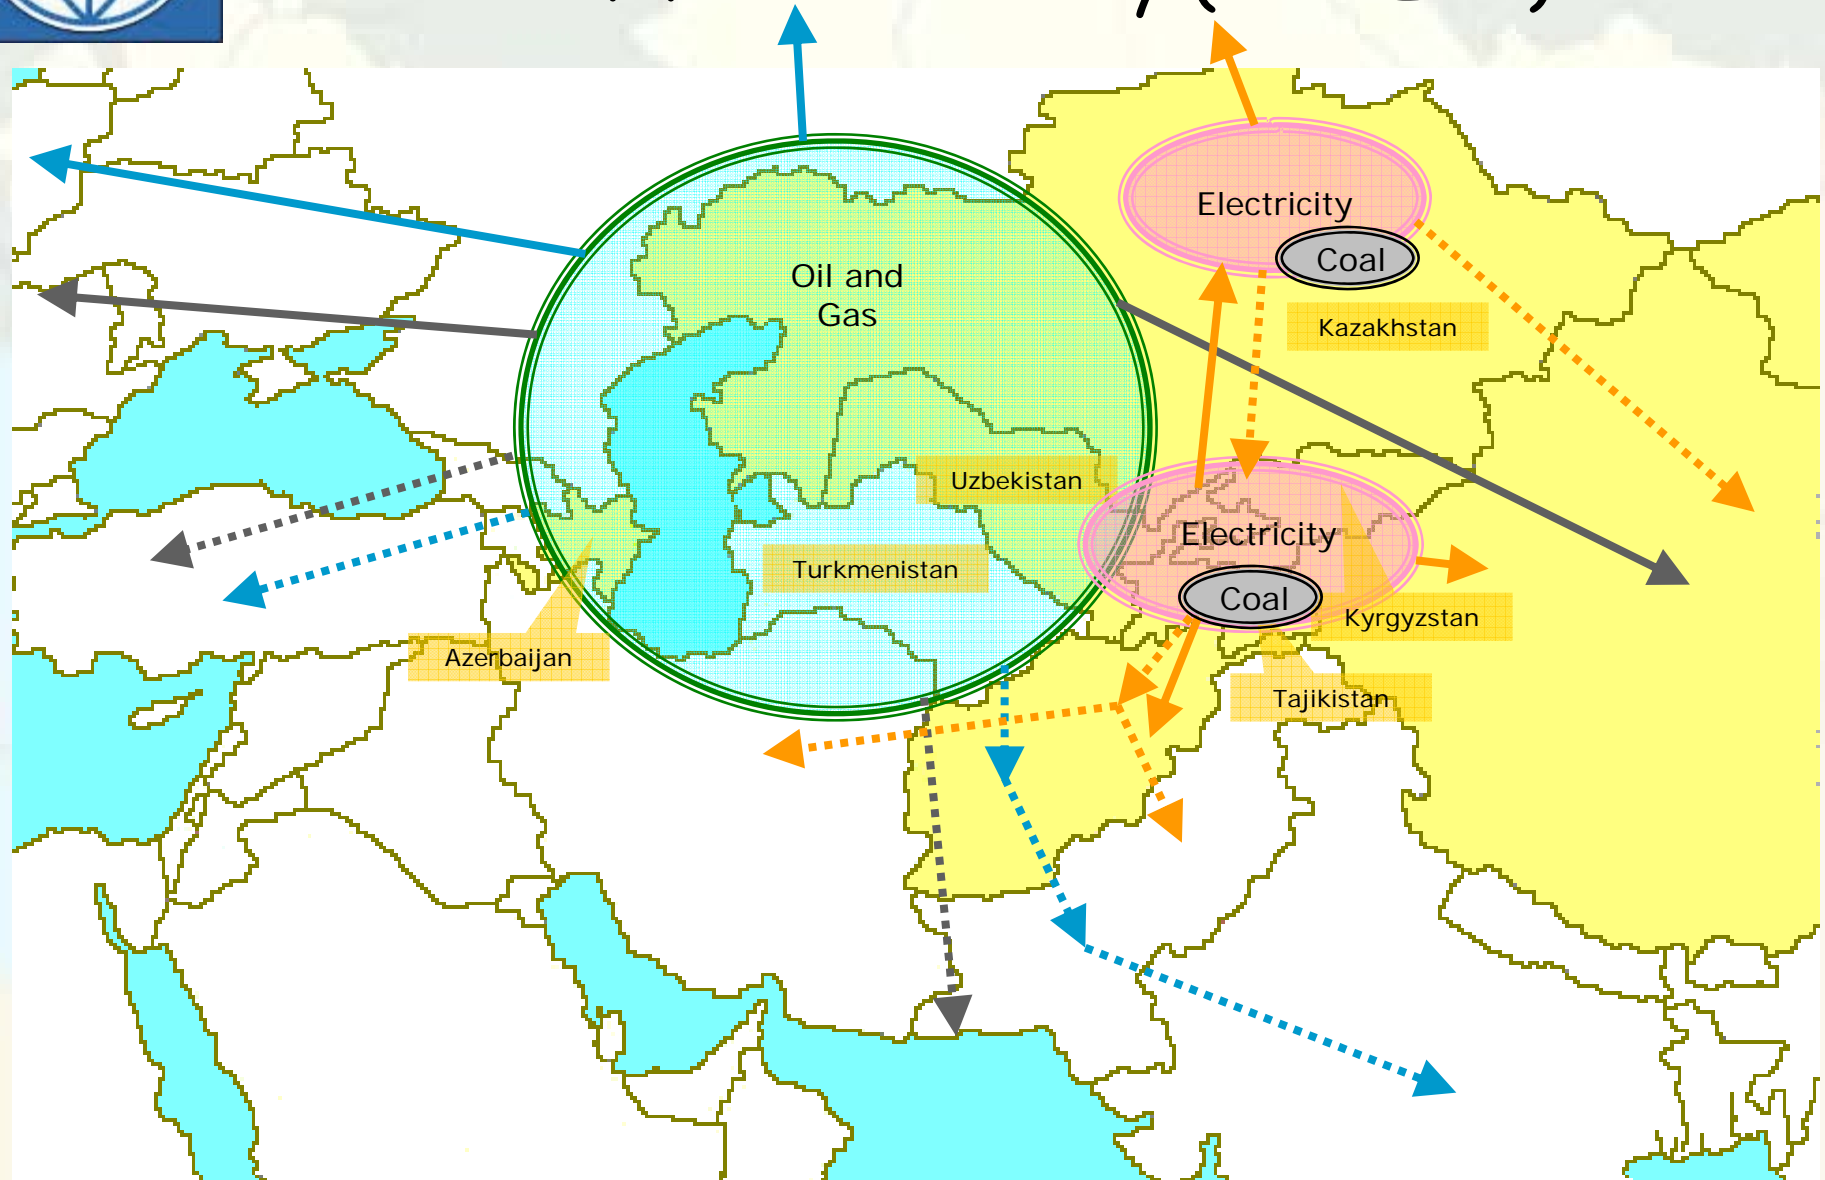 Electricity
Coal
Oil and
Gas
Kazakhstan
Uzbekistan
Electricity
Turkmenistan
Coal
Kyrgyzstan
Azerbaijan
Tajikistan